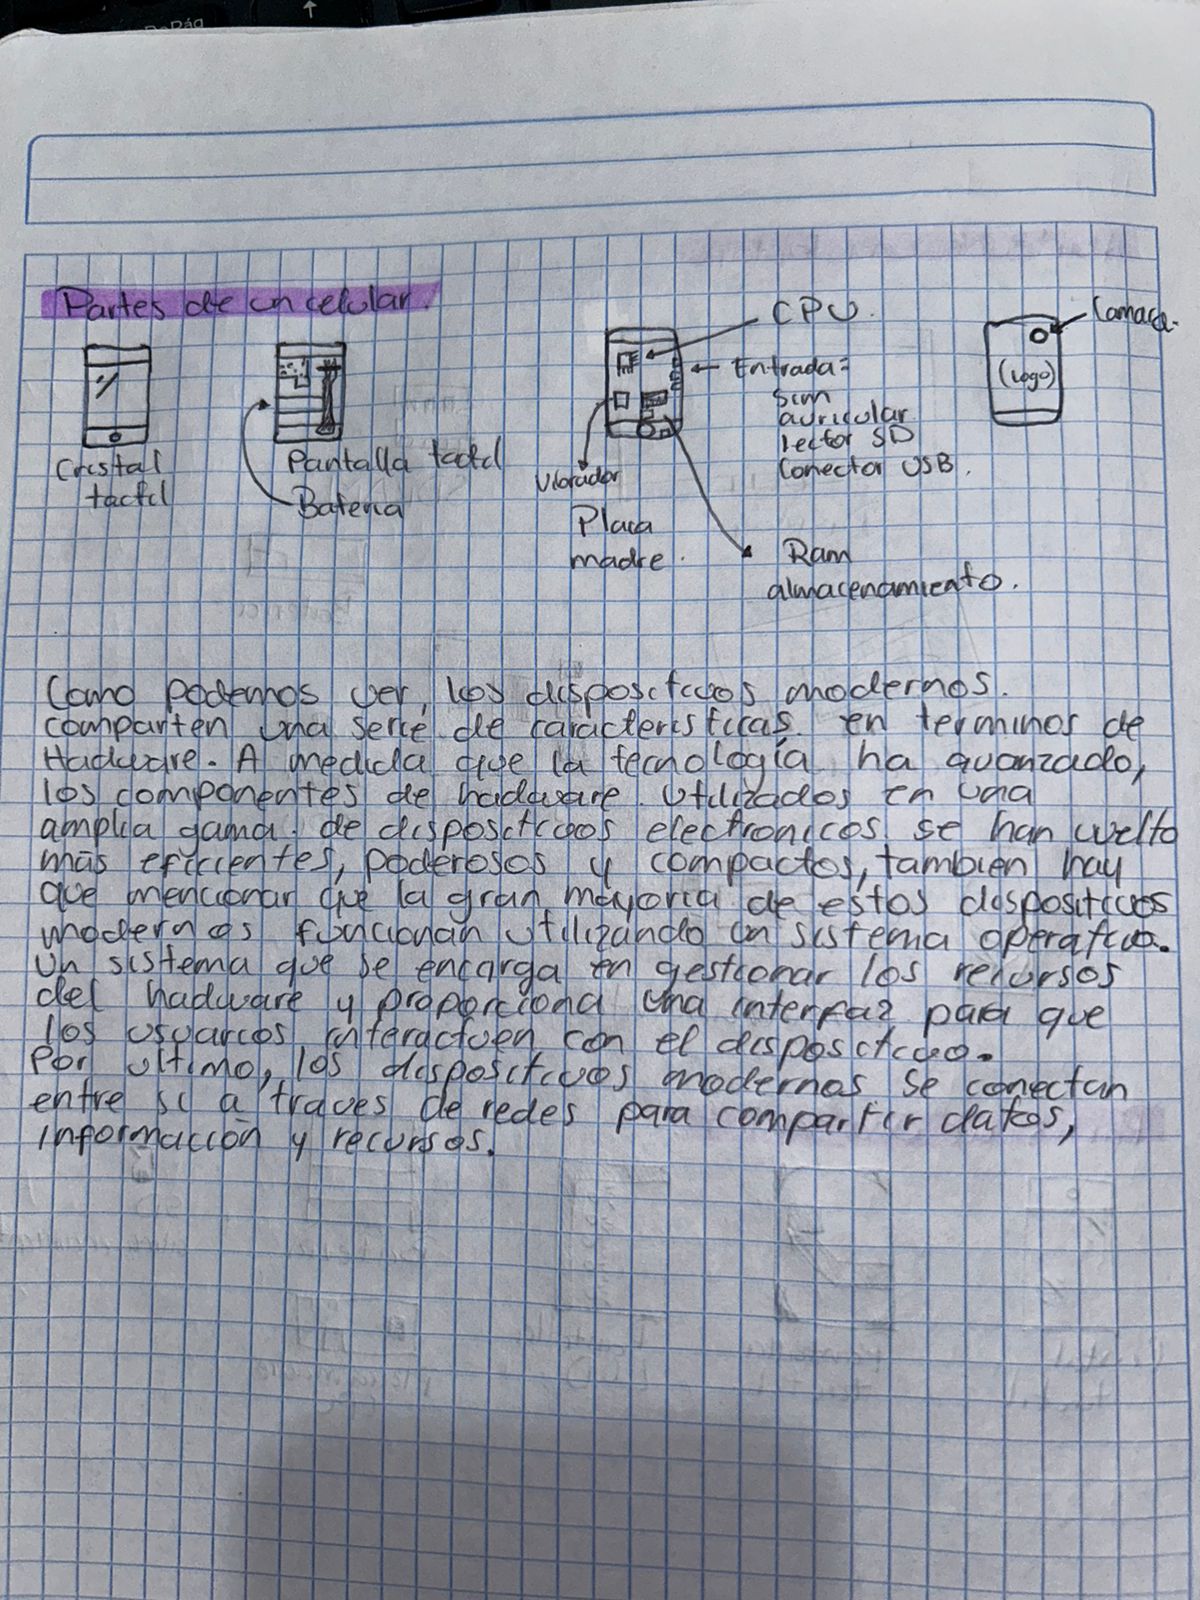 RePág
↑
Partes de un celular.
CPU.
Camara.
Entrada:
(Logo)
Sim
auricular
lector SD
Conector USB.
Cristal
tactil
Pantalla tactil
Bateria
Vibrador
Placa
madre.
Ram
almacenamiento.
Como podemos ver, los dispositivos modernos.
comparten una serie de caracteristicas en terminos de
Hadware. A medida que la tecnología ha avanzado,
los componentes de hadware utilizados en una
amplia gama de dispositivos electronicos se han vuelto
más eficientes, poderosos y compactos, tambien hay
que mencionar que la gran mayoria de estos dispositivos
modernos funcionan utilizando un sistema operativo.
Un sistema que se encarga en gestionar los recursos
del hadware y proporciona una interfaz para que
los usuarios interactuen con el dispositivo.
Por ultimo, los dispositivos modernos se conectan
entre si a traves de redes para compartir datos,
información y recursos.